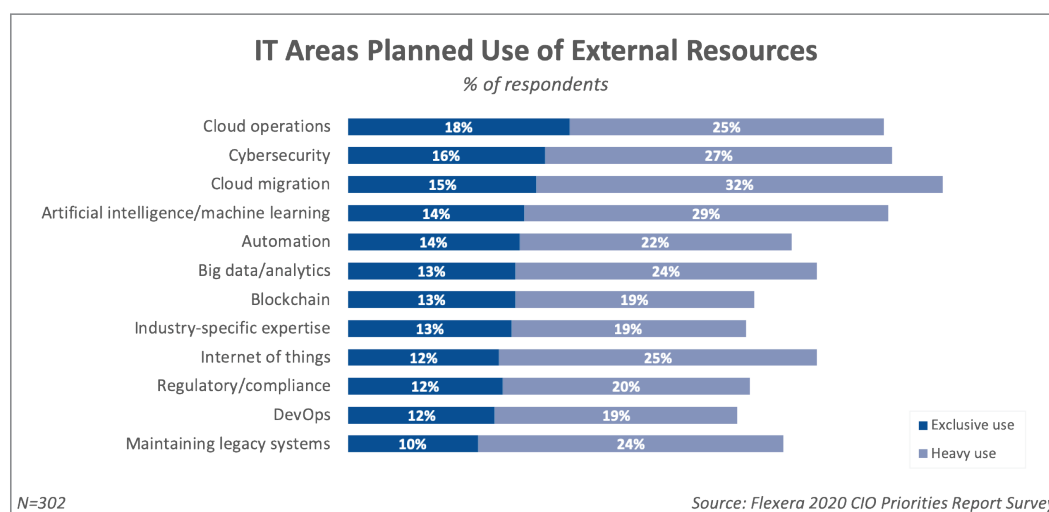 IT Areas Planned Use of External Resources
% of respondents
Cloud operations 18% 25%
Cybersecurity 16% 27%
Cloud migration 15% 32%
Artificial intelligence/machine learning 14% 29%
Automation 14% 22%
Big data/analytics 13% 24%
Blockchain 13% 19%
Industry-specific expertise 13% 19%
Internet of things 12% 25%
Regulatory/compliance 12% 20%
DevOps 12% 19%
Maintaining legacy systems 10% 24%
Exclusive use
Heavy use
N=302
Source: Flexera 2020 CIO Priorities Report Survey